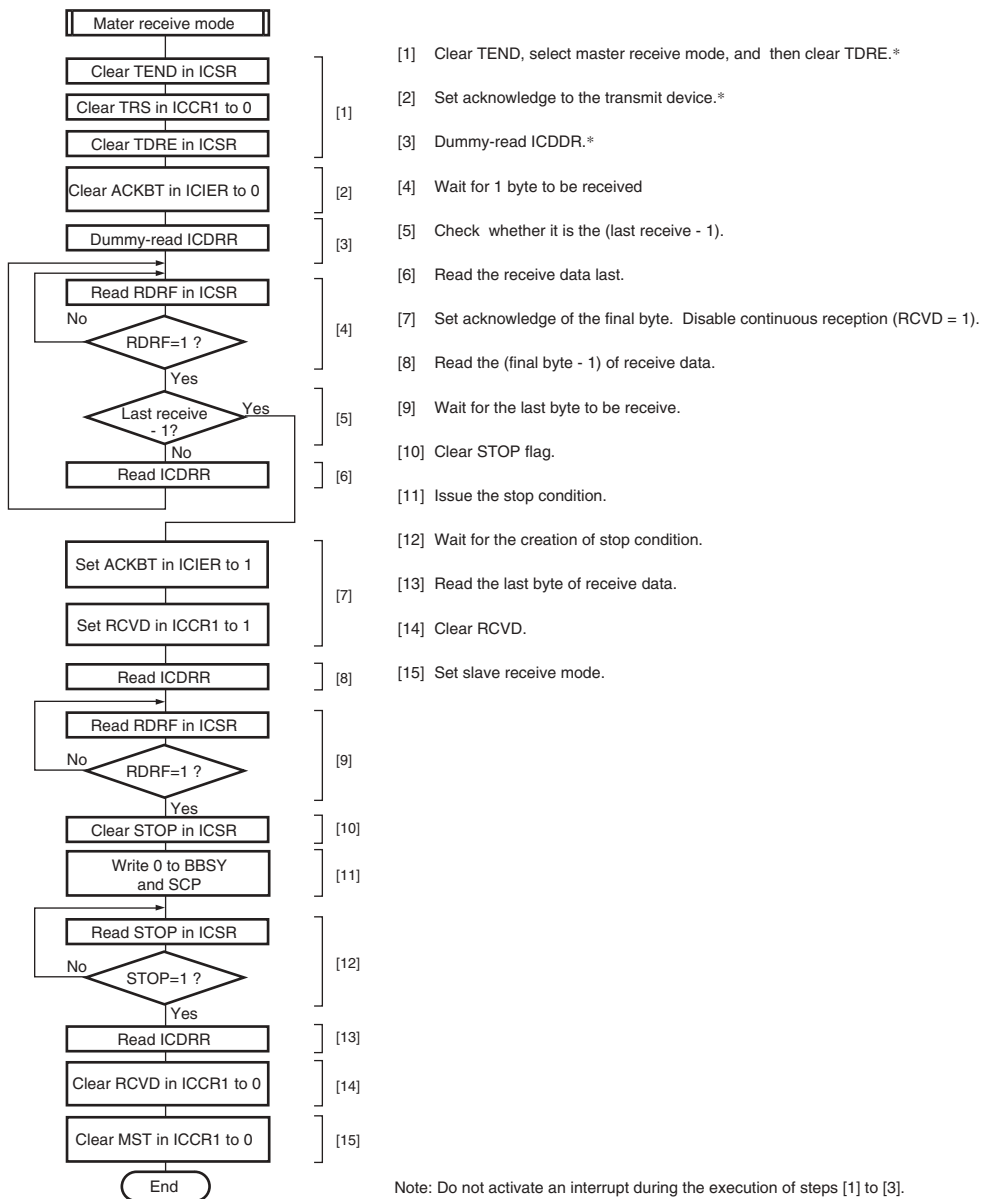 Mater receive mode
Clear TEND in ICSR
Clear TRS in ICCR1 to 0
[1]
Clear TDRE in ICSR
Clear ACKBT in ICIER to 0
[2]
Dummy-read ICDRR
[3]
Read RDRF in ICSR
No
RDRF=1 ?
[4]
Yes
Last receive
- 1?
Yes
[5]
No
Read ICDRR
[6]
Set ACKBT in ICIER to 1
[7]
Set RCVD in ICCR1 to 1
Read ICDRR
[8]
Read RDRF in ICSR
No
RDRF=1 ?
[9]
Yes
Clear STOP in ICSR
[10]
Write 0 to BBSY
and SCP
[11]
Read STOP in ICSR
No
STOP=1 ?
[12]
Yes
Read ICDRR
[13]
Clear RCVD in ICCR1 to 0
[14]
Clear MST in ICCR1 to 0
[15]
End
[1] Clear TEND, select master receive mode, and then clear TDRE.*
[2] Set acknowledge to the transmit device.*
[3] Dummy-read ICDDR.*
[4] Wait for 1 byte to be received
[5] Check whether it is the (last receive - 1).
[6] Read the receive data last.
[7] Set acknowledge of the final byte. Disable continuous reception (RCVD = 1).
[8] Read the (final byte - 1) of receive data.
[9] Wait for the last byte to be receive.
[10] Clear STOP flag.
[11] Issue the stop condition.
[12] Wait for the creation of stop condition.
[13] Read the last byte of receive data.
[14] Clear RCVD.
[15] Set slave receive mode.
Note: Do not activate an interrupt during the execution of steps [1] to [3].